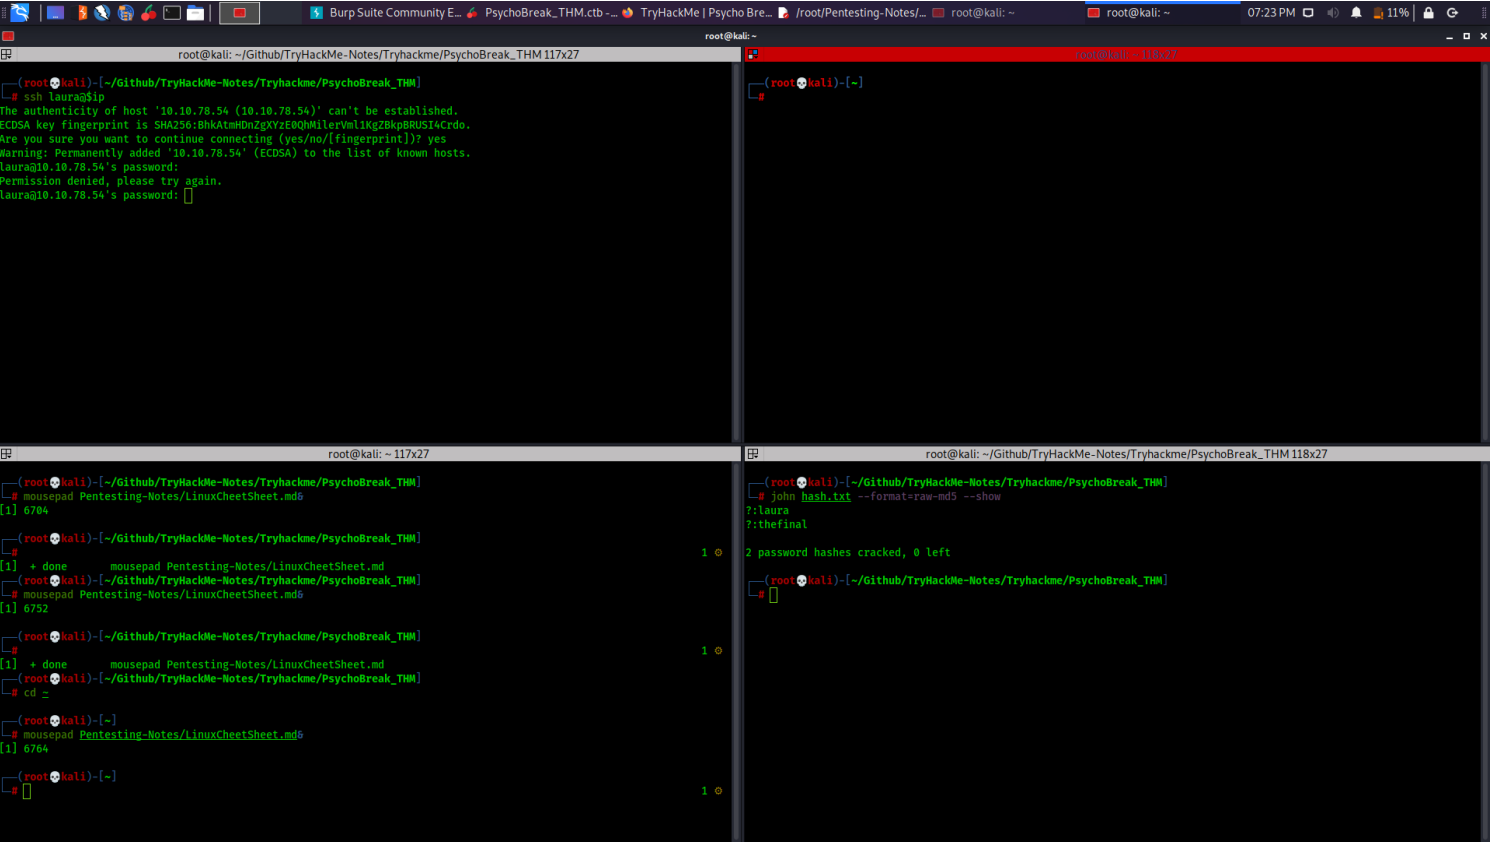 Burp Suite Community E...
PsychoBreak_THM.ctb - ...
TryHackMe | Psycho Bre...
/root/Pentesting-Notes/...
root@kali: ~
root@kali: ~
07:23 PM
11%
root@kali: ~
root@kali: ~/Github/TryHackMe-Notes/Tryhackme/PsychoBreak_THM 117x27
┌──(root💀kali)-[~/Github/TryHackMe-Notes/Tryhackme/PsychoBreak_THM]
└─# ssh laura@$ip
The authenticity of host '10.10.78.54 (10.10.78.54)' can't be established.
ECDSA key fingerprint is SHA256:BhkAtmHDnZgXYzE0QhMilerVml1KgZBkpBRUSI4Crdo.
Are you sure you want to continue connecting (yes/no/[fingerprint])? yes
Warning: Permanently added '10.10.78.54' (ECDSA) to the list of known hosts.
laura@10.10.78.54's password:
Permission denied, please try again.
laura@10.10.78.54's password:
root@kali: ~ 118x27
┌──(root💀kali)-[~]
└─#
root@kali: ~ 117x27
┌──(root💀kali)-[~/Github/TryHackMe-Notes/Tryhackme/PsychoBreak_THM]
└─# mousepad Pentesting-Notes/LinuxCheetSheet.md&
[1] 6704
┌──(root💀kali)-[~/Github/TryHackMe-Notes/Tryhackme/PsychoBreak_THM]
└─# 1 ⚙
[1]  + done       mousepad Pentesting-Notes/LinuxCheetSheet.md
┌──(root💀kali)-[~/Github/TryHackMe-Notes/Tryhackme/PsychoBreak_THM]
└─# mousepad Pentesting-Notes/LinuxCheetSheet.md&
[1] 6752
┌──(root💀kali)-[~/Github/TryHackMe-Notes/Tryhackme/PsychoBreak_THM]
└─# 1 ⚙
[1]  + done       mousepad Pentesting-Notes/LinuxCheetSheet.md
┌──(root💀kali)-[~/Github/TryHackMe-Notes/Tryhackme/PsychoBreak_THM]
└─# cd ~
┌──(root💀kali)-[~]
└─# mousepad Pentesting-Notes/LinuxCheetSheet.md&
[1] 6764
┌──(root💀kali)-[~]
└─# 1 ⚙
root@kali: ~/Github/TryHackMe-Notes/Tryhackme/PsychoBreak_THM 118x27
┌──(root💀kali)-[~/Github/TryHackMe-Notes/Tryhackme/PsychoBreak_THM]
└─# john hash.txt --format=raw-md5 --show
?:laura
?:thefinal
2 password hashes cracked, 0 left
┌──(root💀kali)-[~/Github/TryHackMe-Notes/Tryhackme/PsychoBreak_THM]
└─#